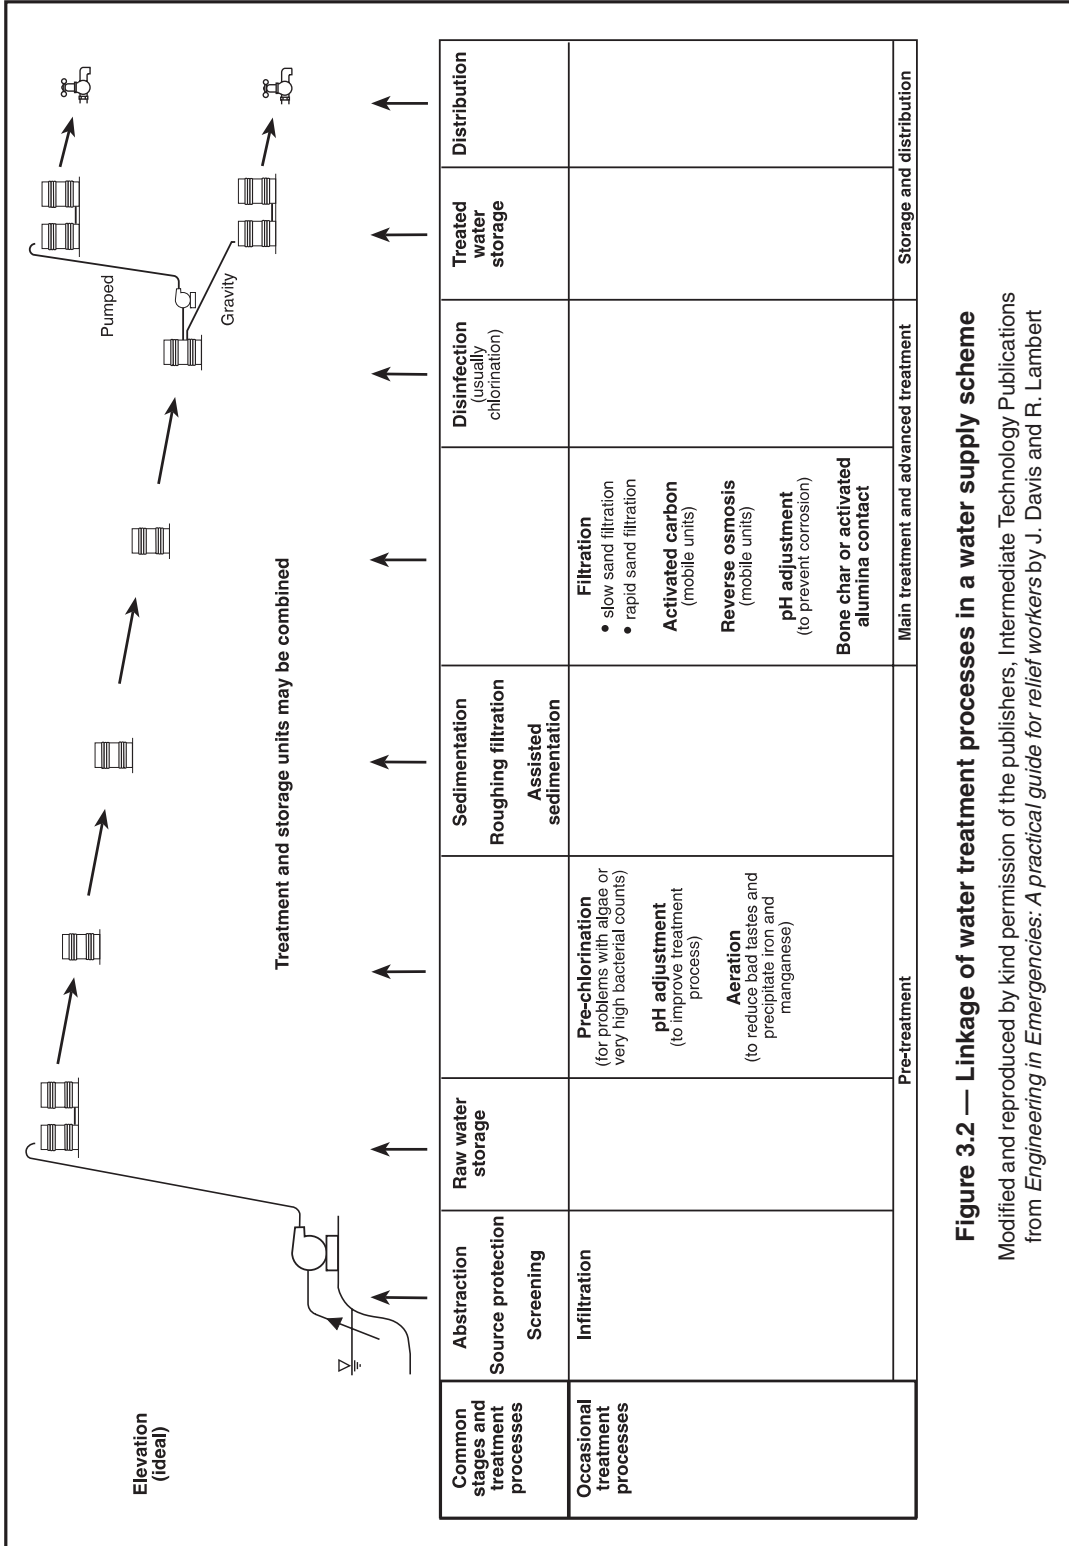 Elevation
(ideal)
Pumped
Gravity
Treatment and storage units may be combined
Common
stages and
treatment
processes
Abstraction
Source protection
Screening
Raw water
storage
Sedimentation
Roughing filtration
Assisted
sedimentation
Disinfection
(usually
chlorination)
Treated
water
storage
Distribution
Occasional
treatment
processes
Infiltration
Pre-chlorination
(for problems with algae or
very high bacterial counts)
pH adjustment
(to improve treatment
process)
Aeration
(to reduce bad tastes and
precipitate iron and
manganese)
Filtration
• slow sand filtration
• rapid sand filtration
Activated carbon
(mobile units)
Reverse osmosis
(mobile units)
pH adjustment
(to prevent corrosion)
Bone char or activated
alumina contact
Pre-treatment
Main treatment and advanced treatment
Storage and distribution
Figure 3.2 — Linkage of water treatment processes in a water supply scheme
Modified and reproduced by kind permission of the publishers, Intermediate Technology Publications
from Engineering in Emergencies: A practical guide for relief workers by J. Davis and R. Lambert